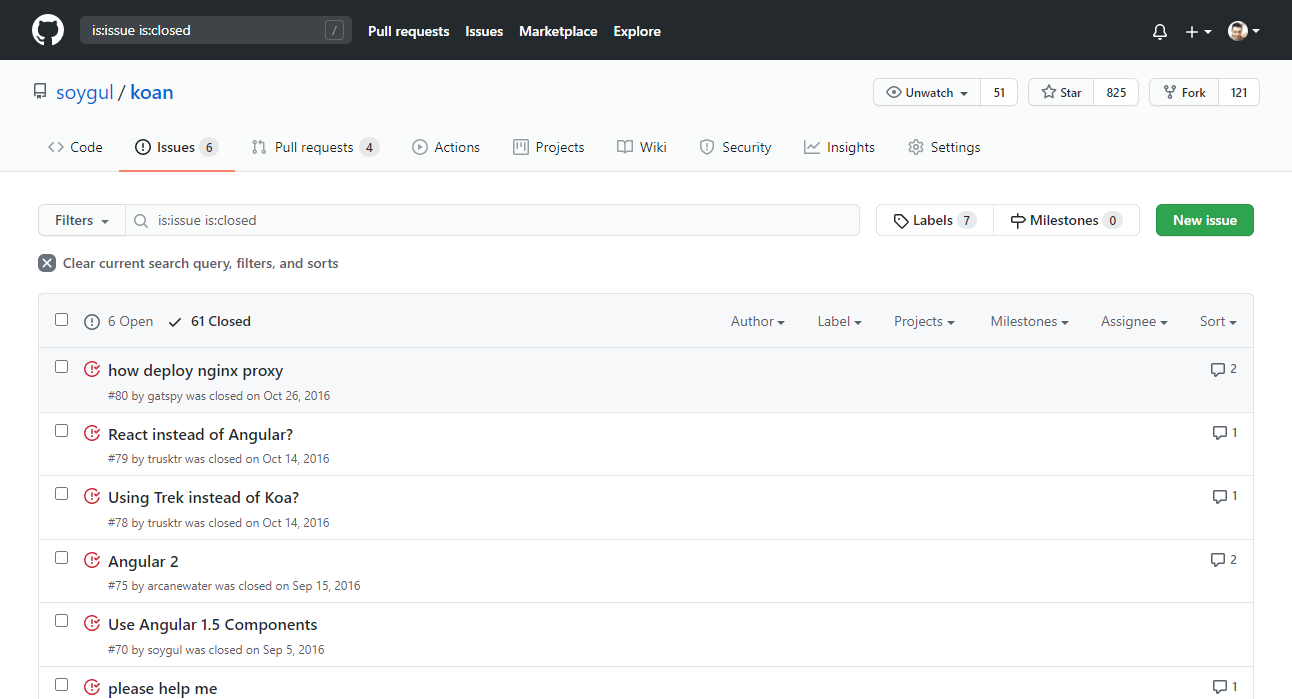 is:issue is:closed / Pull requests Issues Marketplace Explore
soygul / koan Unwatch 51 Star 825 Fork 121
Code Issues 6 Pull requests 4 Actions Projects Wiki Security Insights Settings
Filters is:issue is:closed Labels 7 Milestones 0 New issue
Clear current search query, filters, and sorts
6 Open 61 Closed Author Label Projects Milestones Assignee Sort
how deploy nginx proxy 2
#80 by gatspy was closed on Oct 26, 2016
React instead of Angular? 1
#79 by trusktr was closed on Oct 14, 2016
Using Trek instead of Koa? 1
#78 by trusktr was closed on Oct 14, 2016
Angular 2 2
#75 by arcanewater was closed on Sep 15, 2016
Use Angular 1.5 Components
#70 by soygul was closed on Sep 5, 2016
please help me 1